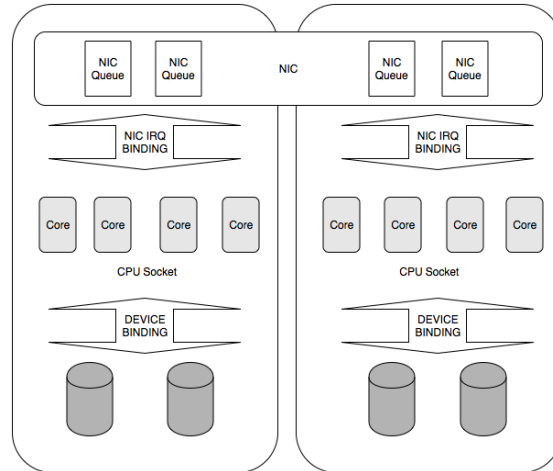 NIC
Queue
NIC
Queue
NIC
NIC
Queue
NIC
Queue
NIC IRQ
BINDING
NIC IRQ
BINDING
Core
Core
Core
Core
Core
Core
Core
Core
CPU Socket
CPU Socket
DEVICE
BINDING
DEVICE
BINDING